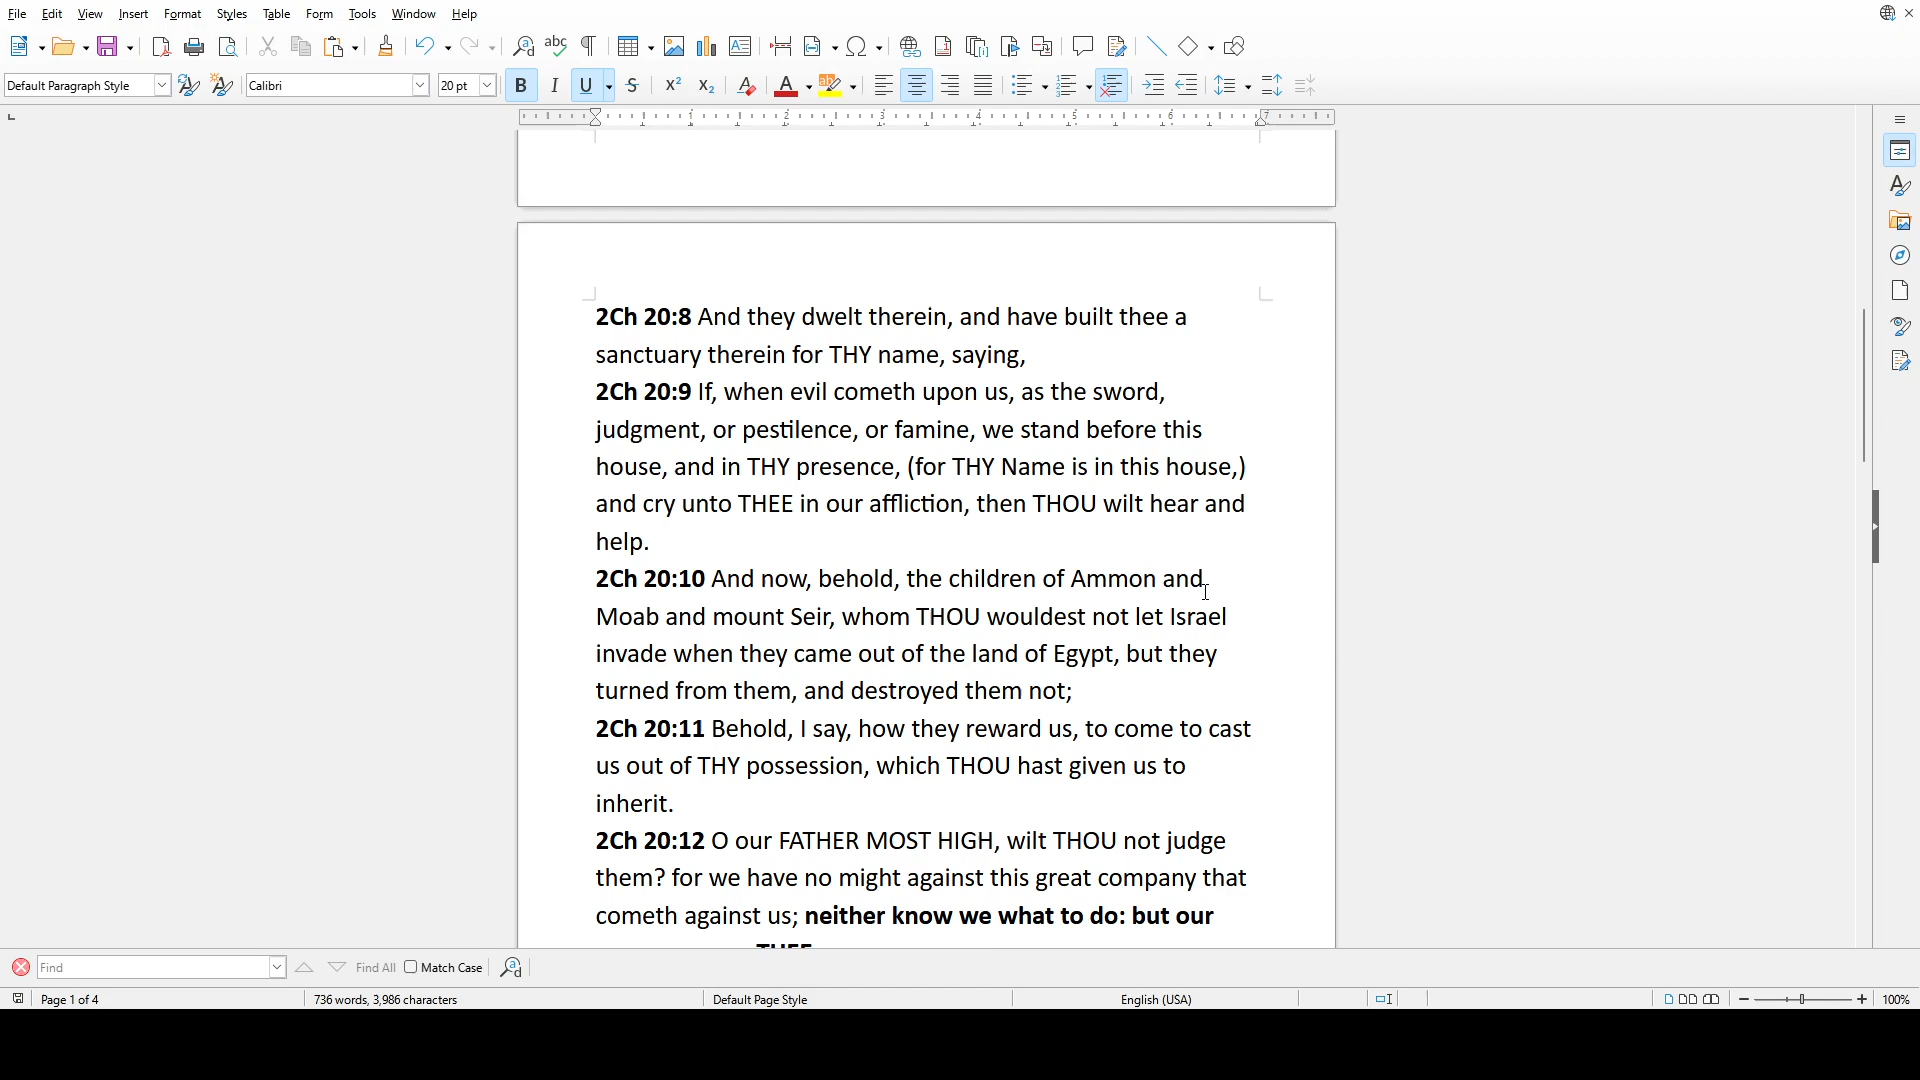 File Edit View Insert Format Styles Table Form Tools Window Help
Default Paragraph Style Calibri 20 pt
2Ch 20:8 And they dwelt therein, and have built thee a
sanctuary therein for THY name, saying,
2Ch 20:9 If, when evil cometh upon us, as the sword,
judgment, or pestilence, or famine, we stand before this
house, and in THY presence, (for THY Name is in this house,)
and cry unto THEE in our affliction, then THOU wilt hear and
help.
2Ch 20:10 And now, behold, the children of Ammon and
Moab and mount Seir, whom THOU wouldest not let Israel
invade when they came out of the land of Egypt, but they
turned from them, and destroyed them not;
2Ch 20:11 Behold, I say, how they reward us, to come to cast
us out of THY possession, which THOU hast given us to
inherit.
2Ch 20:12 O our FATHER MOST HIGH, wilt THOU not judge
them? for we have no might against this great company that
cometh against us; neither know we what to do: but our
THEE
Find Find All Match Case
Page 1 of 4 736 words, 3,986 characters Default Page Style English (USA) 100%